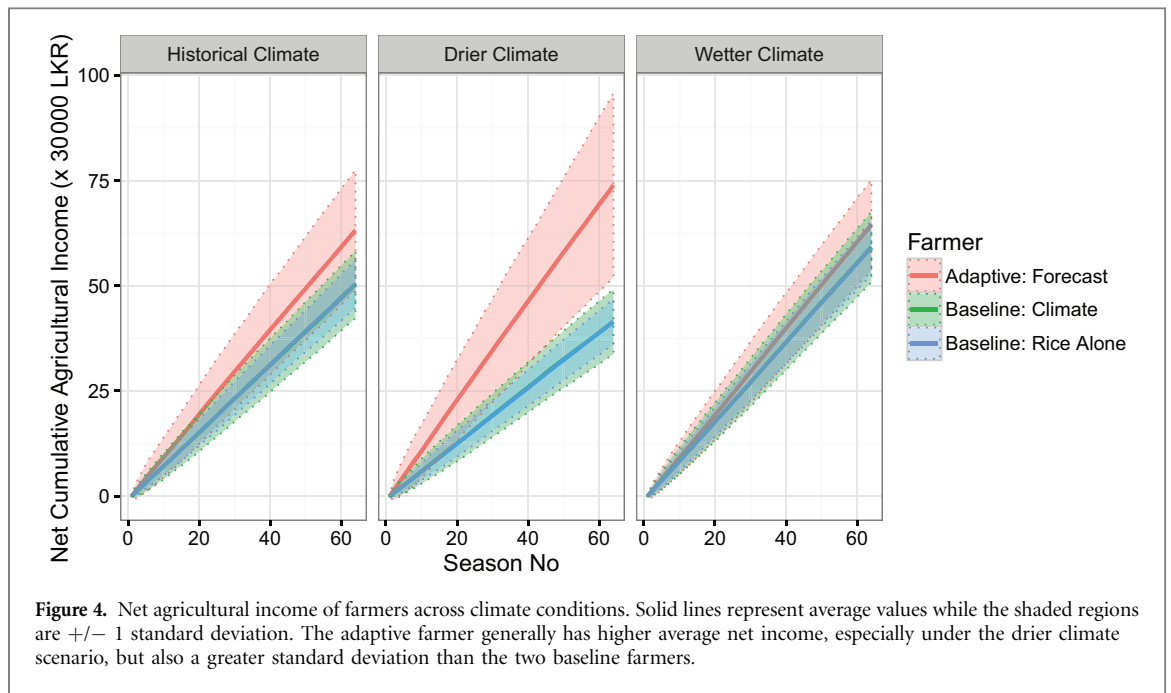 Net Cumulative Agricultural Income (x 30000 LKR)
Historical Climate
Drier Climate
Wetter Climate
100
75
50
25
0
0 20 40 60
0 20 40 60
0 20 40 60
Season No
Farmer
Adaptive: Forecast
Baseline: Climate
Baseline: Rice Alone
Figure 4. Net agricultural income of farmers across climate conditions. Solid lines represent average values while the shaded regions
are +/− 1 standard deviation. The adaptive farmer generally has higher average net income, especially under the drier climate
scenario, but also a greater standard deviation than the two baseline farmers.